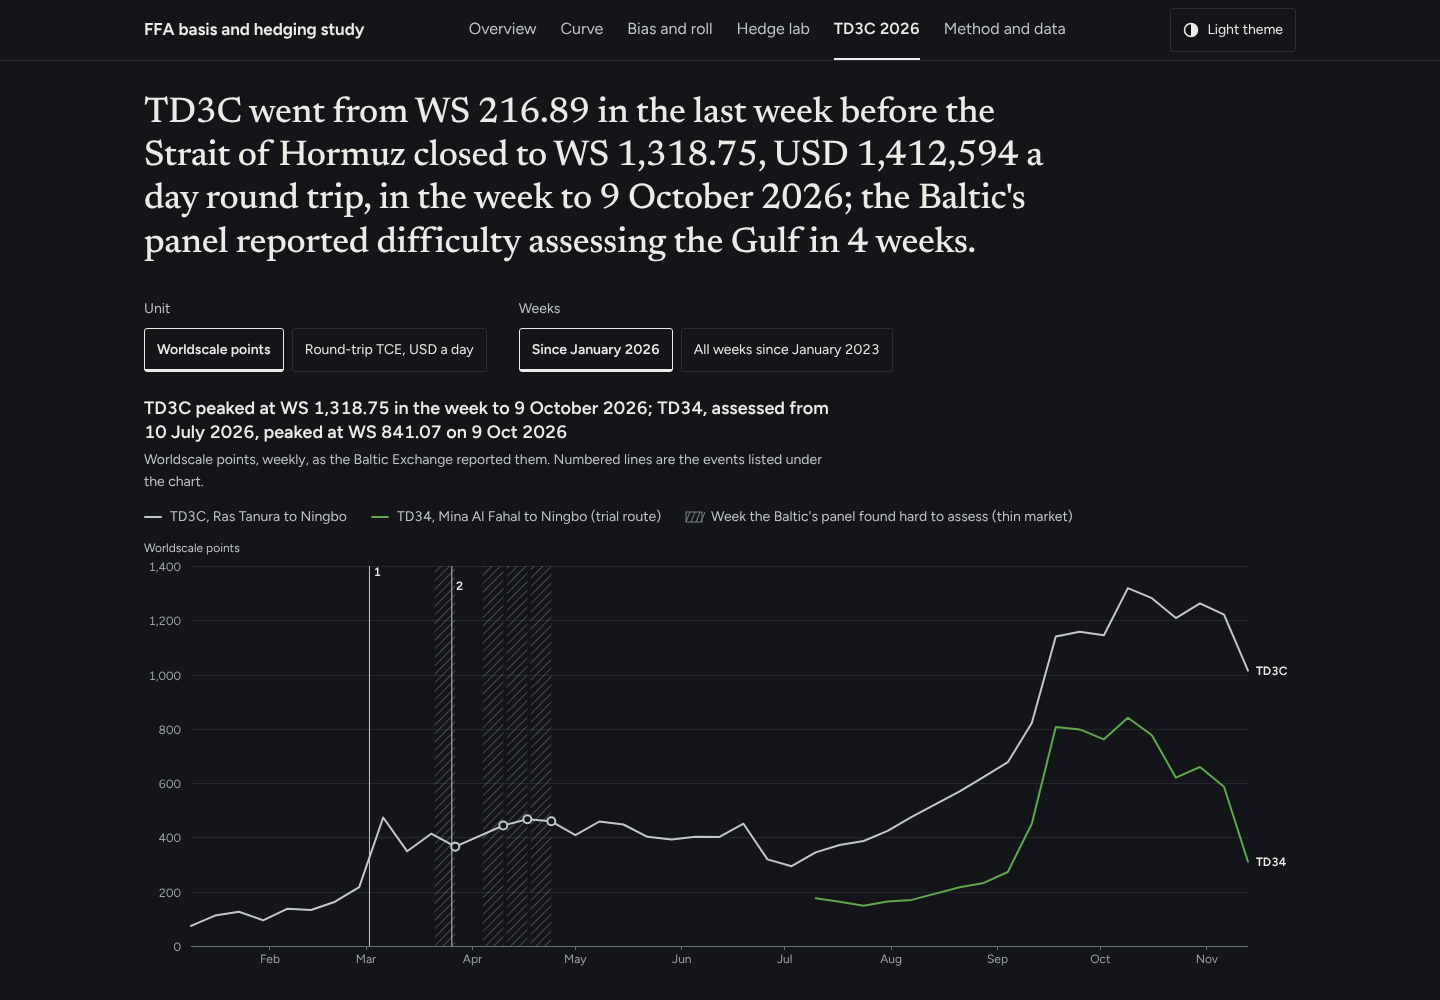 FFA basis and hedging study
Overview
Curve
Bias and roll
Hedge lab
TD3C 2026
Method and data
Light theme
TD3C went from WS 216.89 in the last week before the
Strait of Hormuz closed to WS 1,318.75, USD 1,412,594 a
day round trip, in the week to 9 October 2026; the Baltic's
panel reported difficulty assessing the Gulf in 4 weeks.
Unit
Weeks
Worldscale points
Round-trip TCE, USD a day
Since January 2026
All weeks since January 2023
TD3C peaked at WS 1,318.75 in the week to 9 October 2026; TD34, assessed from
10 July 2026, peaked at WS 841.07 on 9 Oct 2026
Worldscale points, weekly, as the Baltic Exchange reported them. Numbered lines are the events listed under
the chart.
TD3C, Ras Tanura to Ningbo
TD34, Mina Al Fahal to Ningbo (trial route)
Week the Baltic's panel found hard to assess (thin market)
Worldscale points
1,400
1,200
1,000
800
600
400
200
0
1
2
TD3C
TD34
Feb
Mar
Apr
May
Jun
Jul
Aug
Sep
Oct
Nov